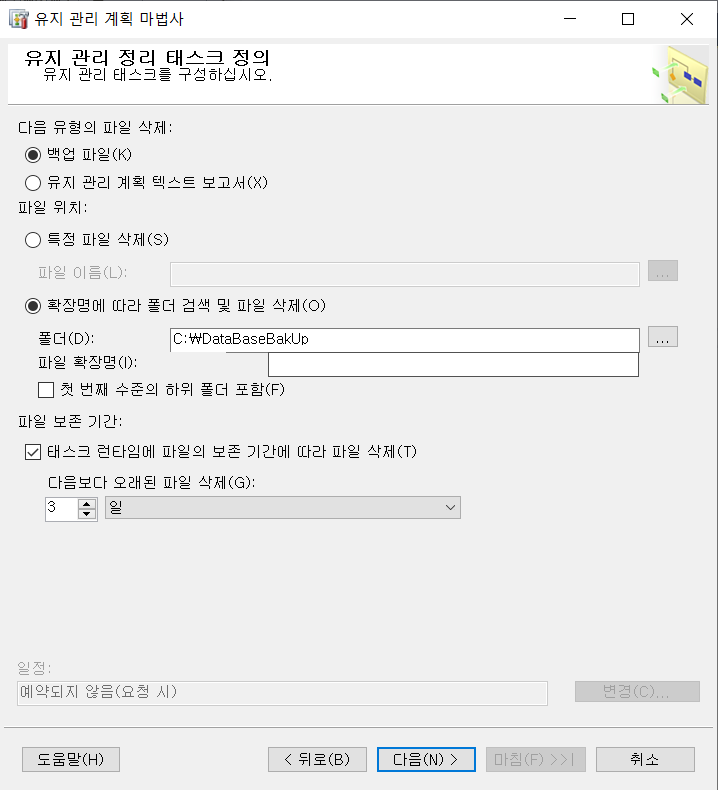 유지 관리 계획 마법사
유지 관리 정리 태스크 정의
유지 관리 태스크를 구성하십시오.
다음 유형의 파일 삭제:
백업 파일(K)
유지 관리 계획 텍스트 보고서(X)
파일 위치:
특정 파일 삭제(S)
파일 이름(L):
...
확장명에 따라 폴더 검색 및 파일 삭제(O)
폴더(D):
C:₩DataBaseBakUp
...
파일 확장명(I):
첫 번째 수준의 하위 폴더 포함(F)
파일 보존 기간:
태스크 런타임에 파일의 보존 기간에 따라 파일 삭제(T)
다음보다 오래된 파일 삭제(G):
3 일
일정:
예약되지 않음(요청 시)
변경(C)...
도움말(H) < 뒤로(B) 다음(N) > 마침(F) >>| 취소